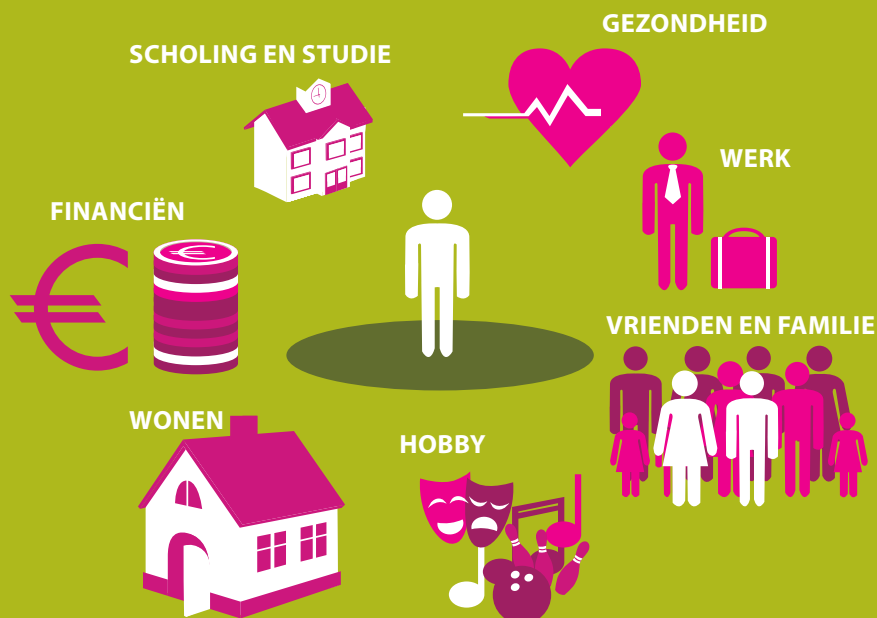 GEZONDHEID
SCHOLING EN STUDIE
WERK
FINANCIËN
€
€
VRIENDEN EN FAMILIE
WONEN
HOBBY